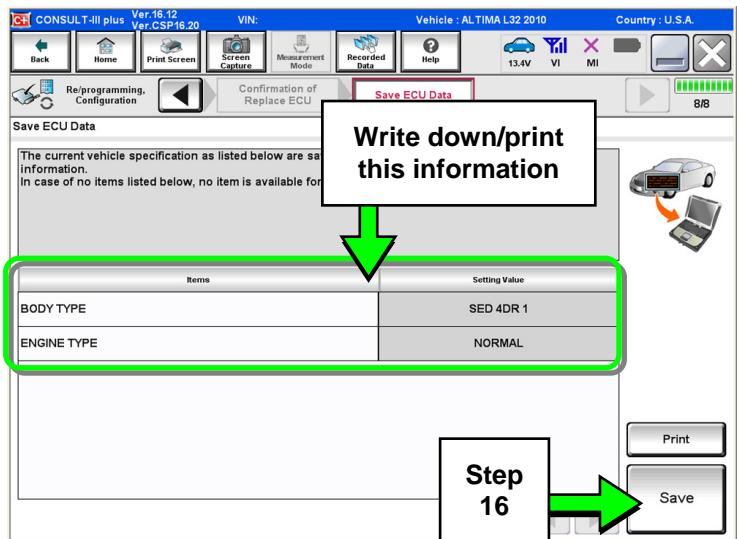 CONSULT-III plus Ver.16.12
Ver.CSP16.20
VIN:
Vehicle : ALTIMA L32 2010
Country : U.S.A.
Back
Home
Print Screen
Screen
Capture
Measurement
Mode
Recorded
Data
Help
13.4V
VI
MI
Re/programming,
Configuration
Confirmation of
Replace ECU
Save ECU Data
8/8
Save ECU Data
Write down/print
this information
The current vehicle specification as listed below are
information.
In case of no items listed below, no item is available for
Items
Setting Value
BODY TYPE
SED 4DR 1
ENGINE TYPE
NORMAL
Print
Step
16
Save